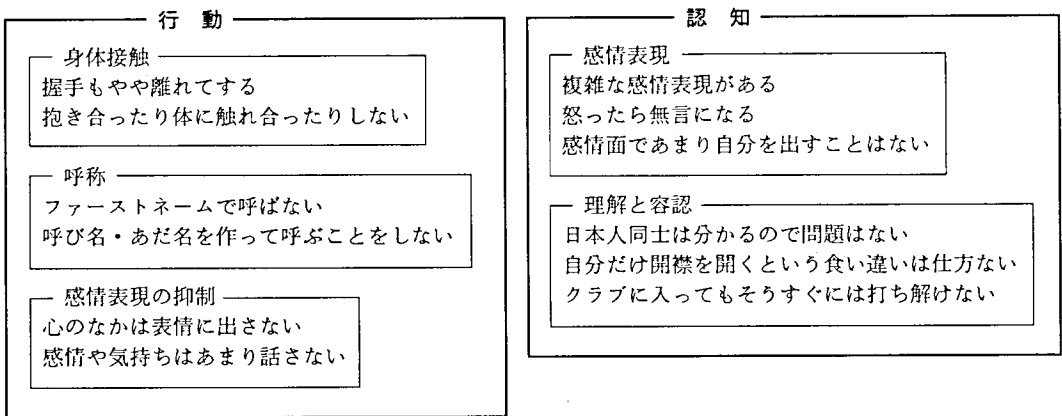 行動
身体接触
握手もやや離れてする
抱き合ったり体に触れ合ったりしない
呼称
ファーストネームで呼ばない
呼び名・あだ名を作って呼ぶことをしない
感情表現の抑制
心のなかは表情に出さない
感情や気持ちはあまり話さない
認知
感情表現
複雑な感情表現がある
怒ったら無言になる
感情面であまり自分を出すことはない
理解と容認
日本人同士は分かるので問題はない
自分だけ開襟を開くという食い違いは仕方ない
クラブに入ってもそうすぐには打ち解けない